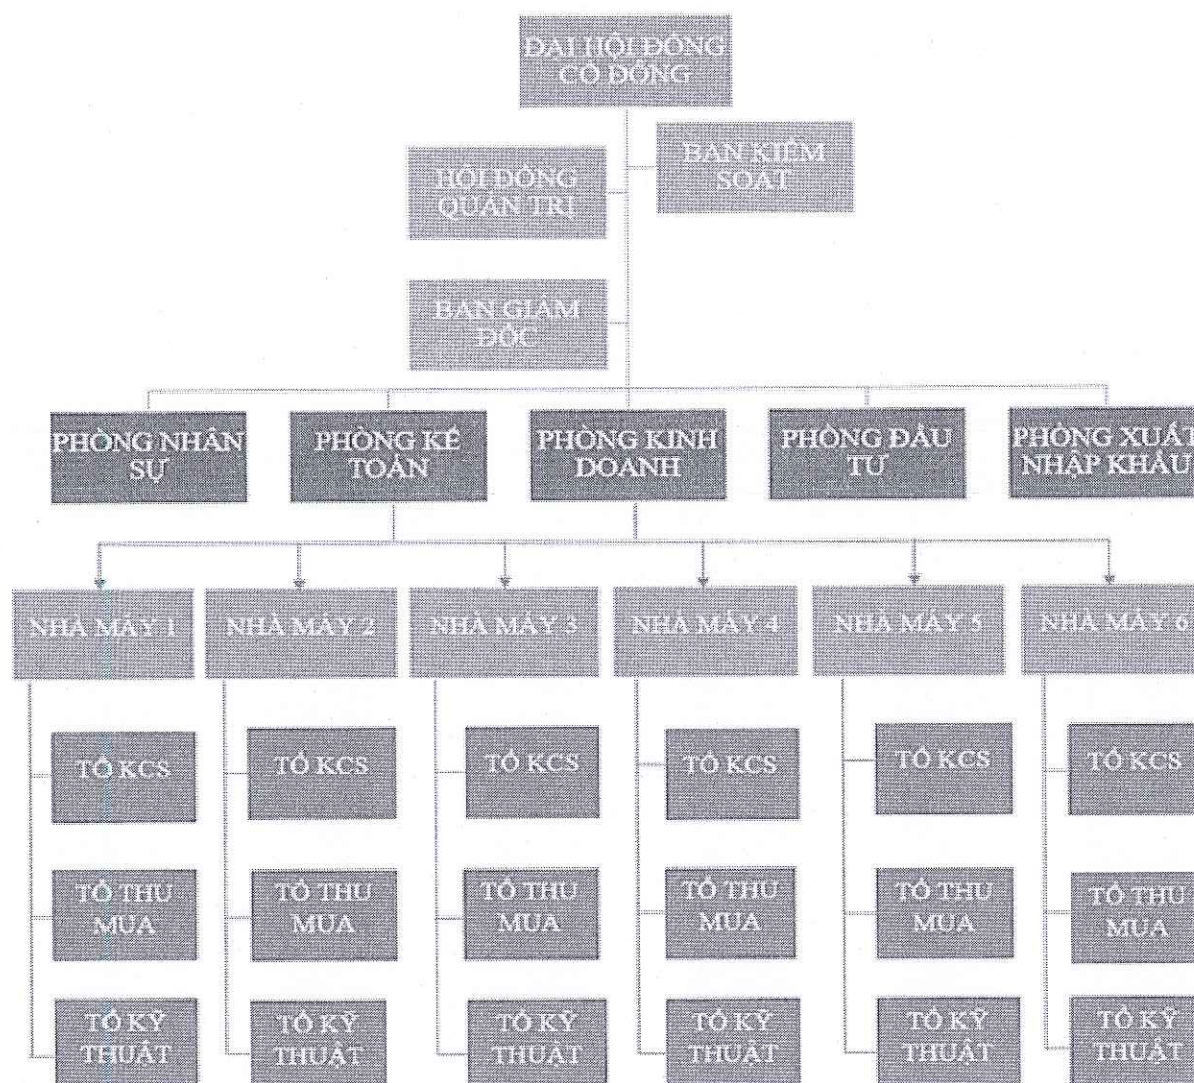 ĐẠI HỘI ĐỒNG
CỔ ĐÔNG
BAN KIỂM
SOÁT
HỘI ĐỒNG
QUẢN TRỊ
BAN GIÁM
ĐỐC
PHÒNG NHÂN
SỰ
PHÒNG KẾ
TOÁN
PHÒNG KINH
DOANH
PHÒNG ĐẦU
TƯ
PHÒNG XUẤT
NHẬP KHẨU
NHÀ MÁY 1
NHÀ MÁY 2
NHÀ MÁY 3
NHÀ MÁY 4
NHÀ MÁY 5
NHÀ MÁY 6
TỔ KCS
TỔ KCS
TỔ KCS
TỔ KCS
TỔ KCS
TỔ KCS
TỔ THU
MUA
TỔ THU
MUA
TỔ THU
MUA
TỔ THU
MUA
TỔ THU
MUA
TỔ THU
MUA
TỔ KỸ
THUẬT
TỔ KỸ
THUẬT
TỔ KỸ
THUẬT
TỔ KỸ
THUẬT
TỔ KỸ
THUẬT
TỔ KỸ
THUẬT